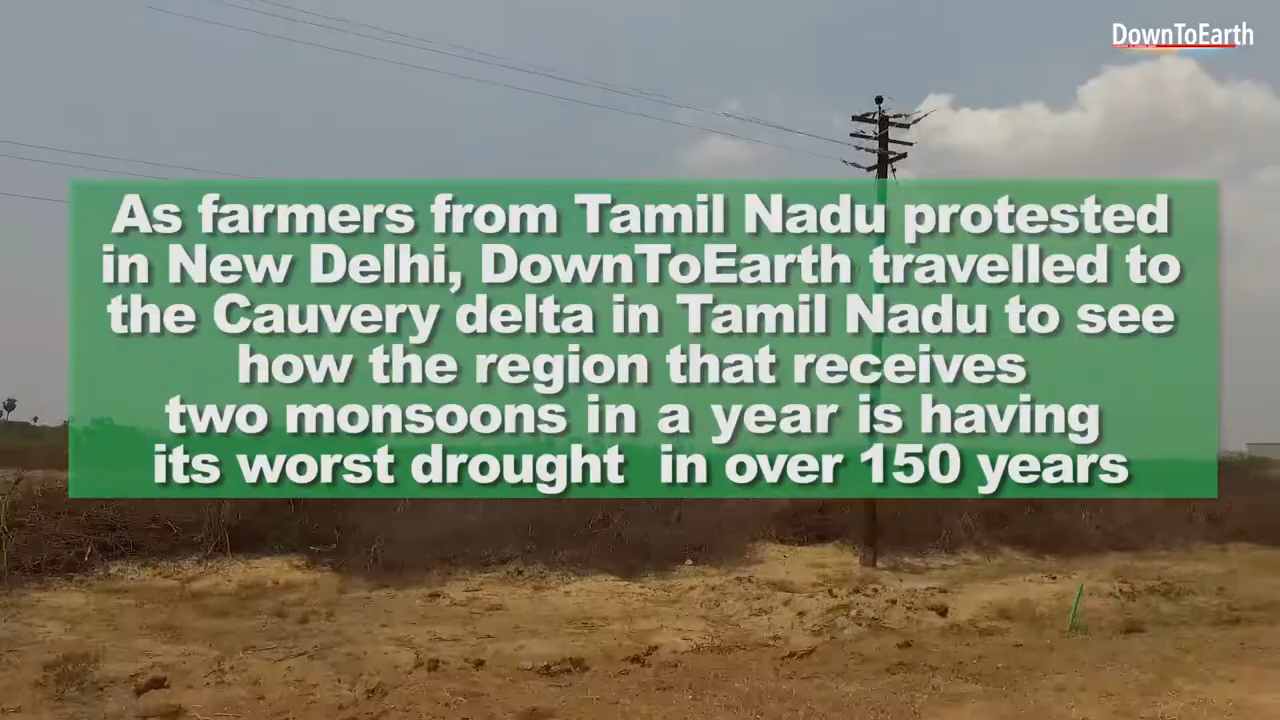 DownToEarth
As farmers from Tamil Nadu protested
in New Delhi, DownToEarth travelled to
the Cauvery delta in Tamil Nadu to see
how the region that receives
two monsoons in a year is having
its worst drought in over 150 years